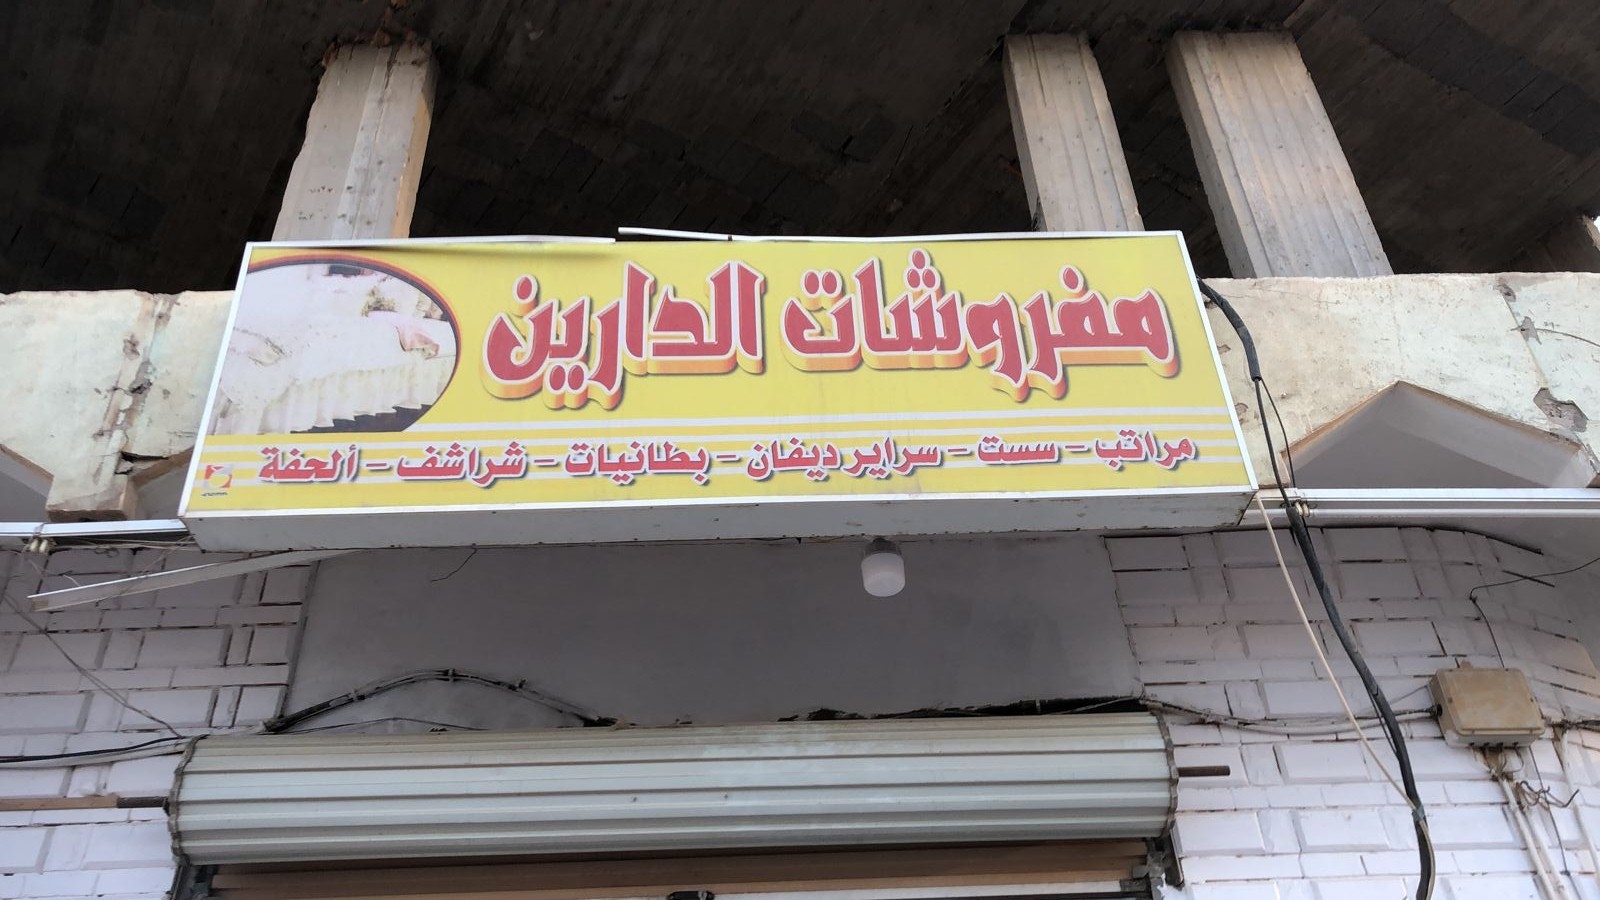 مفروشات الدارين
مراتب - سست - سراير ديفان - بطانيات - شراشف - ألحفة